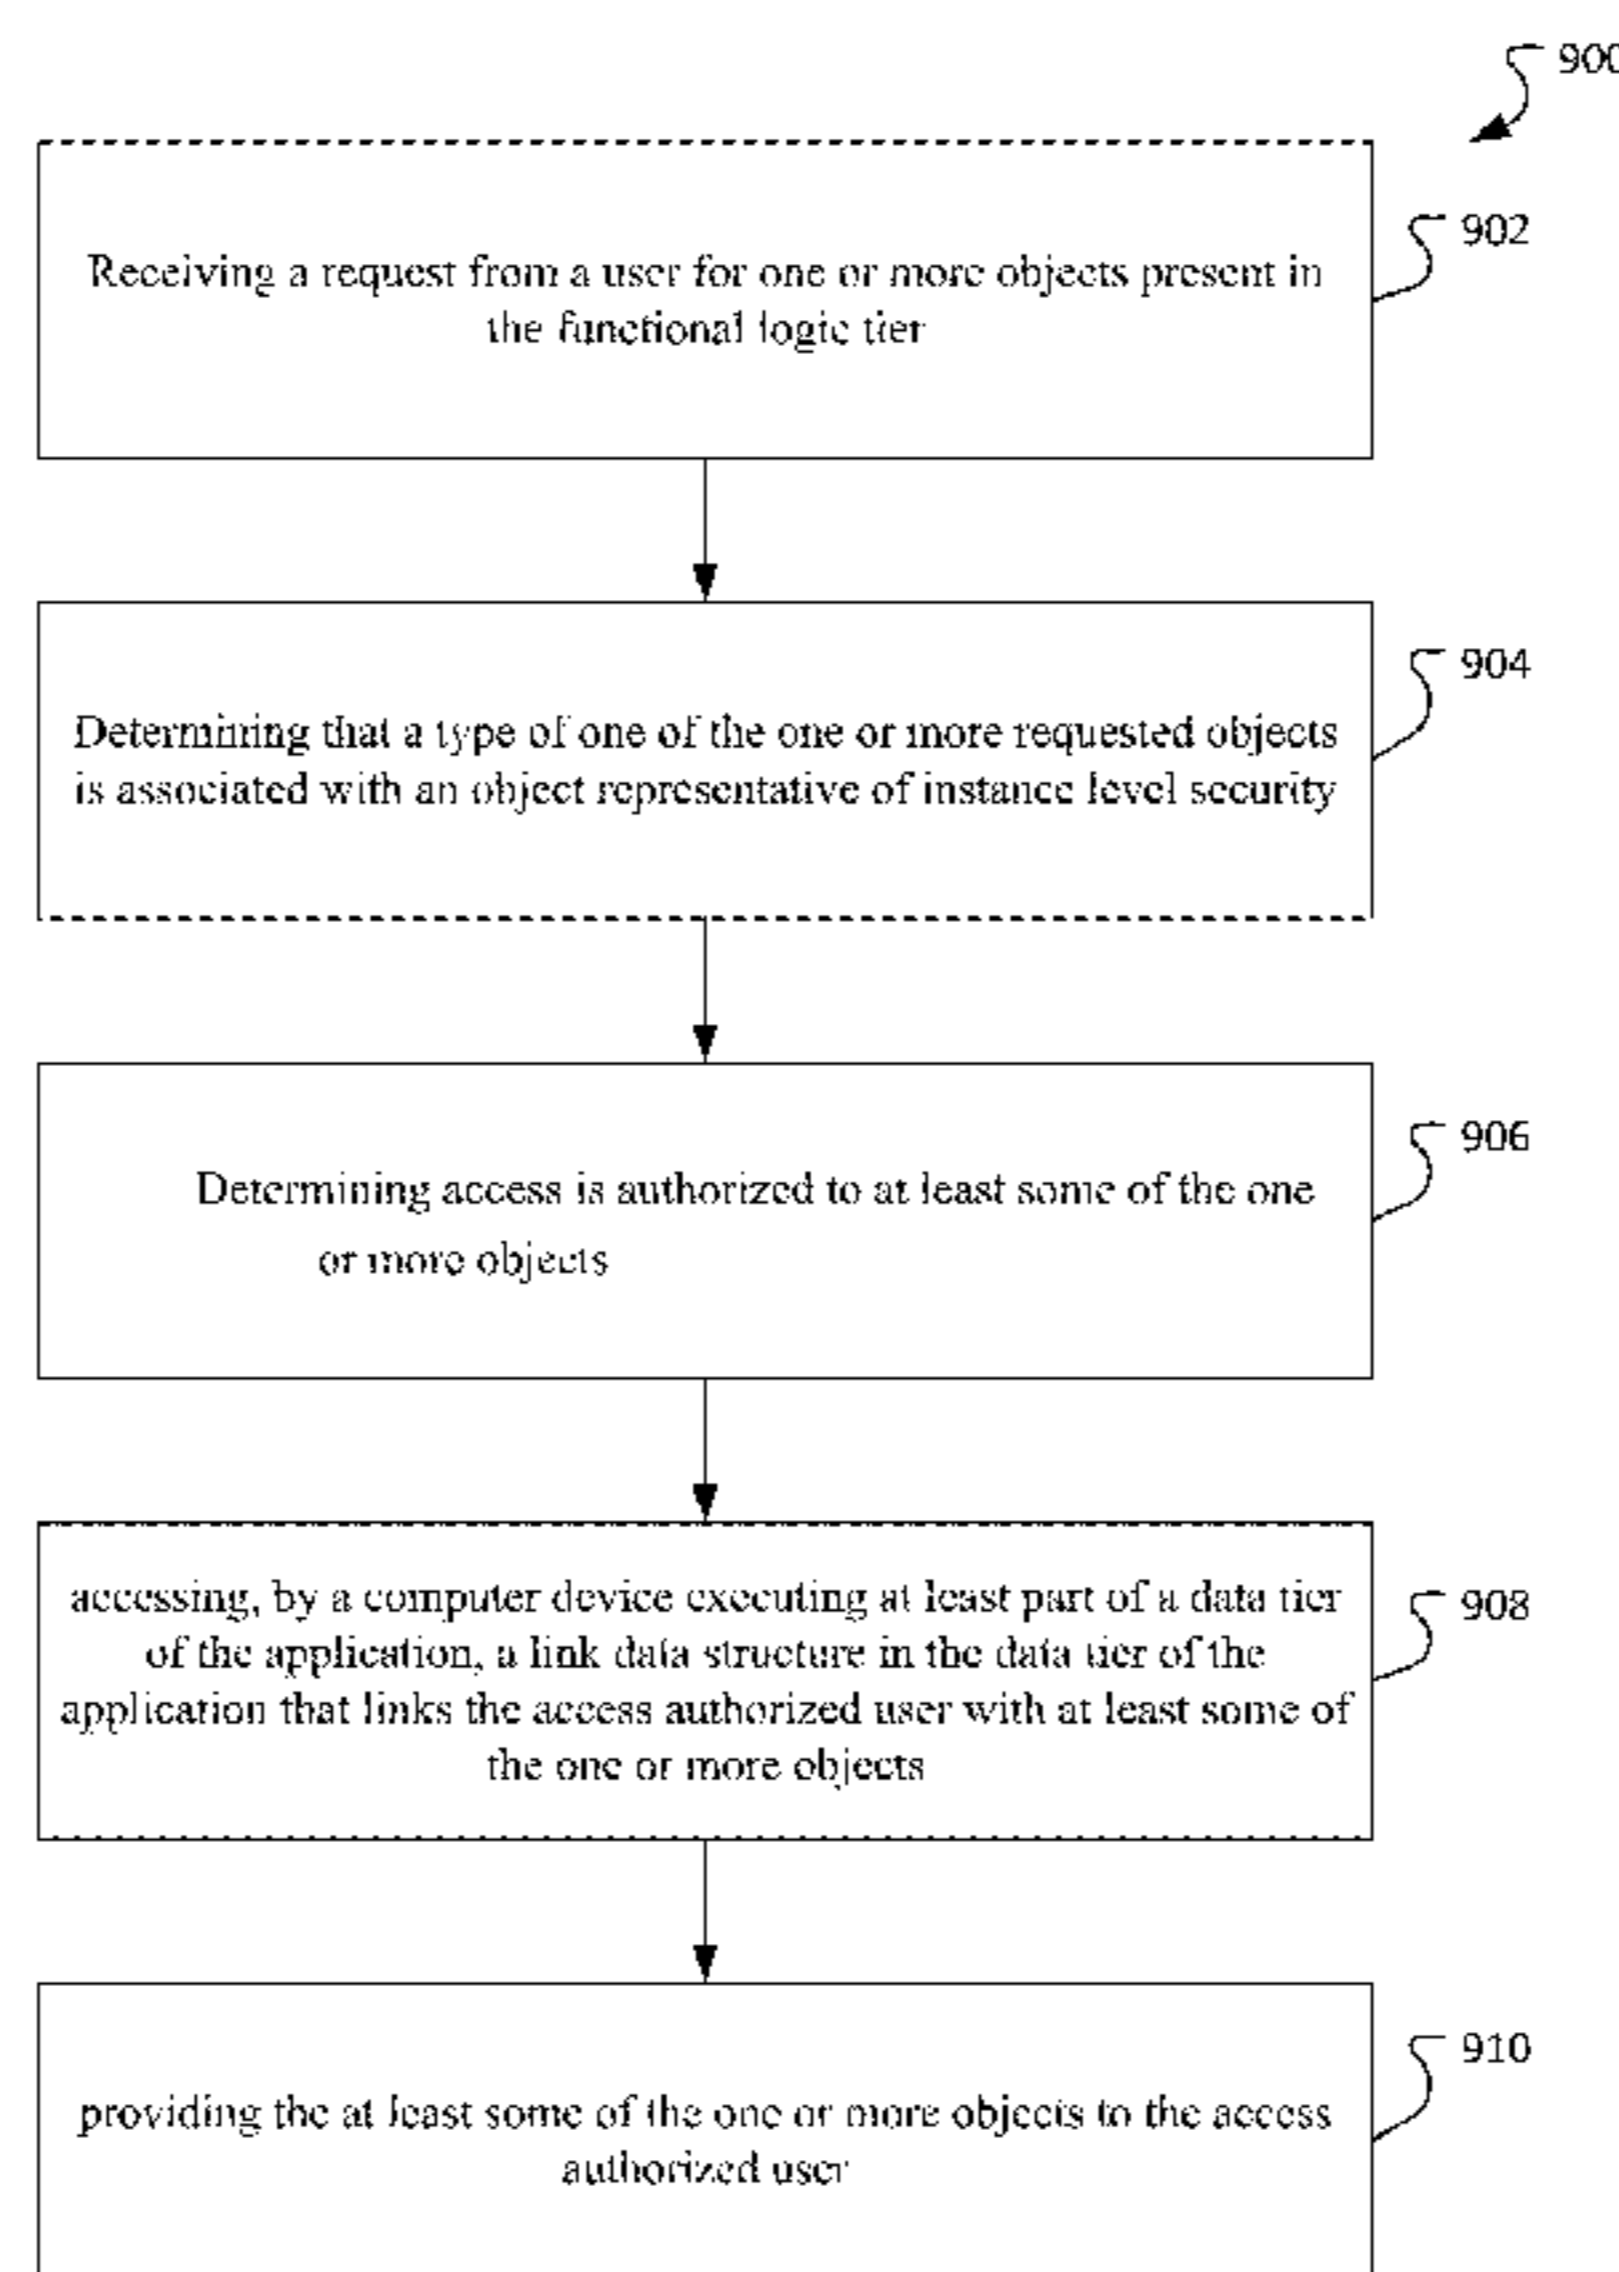 900
902
Receiving a request from a user for one or more objects present in
the functional logic tier
904
Determining that a type of one of the one or more requested objects
is associated with an object representative of instance level security
906
Determining access is authorized to at least some of the one
or more objects
908
accessing, by a computer device executing at least part of a data tier
of the application, a link data structure in the data tier of the
application that links the access authorized user with at least some of
the one or more objects
910
providing the at least some of the one or more objects to the access
authorized user